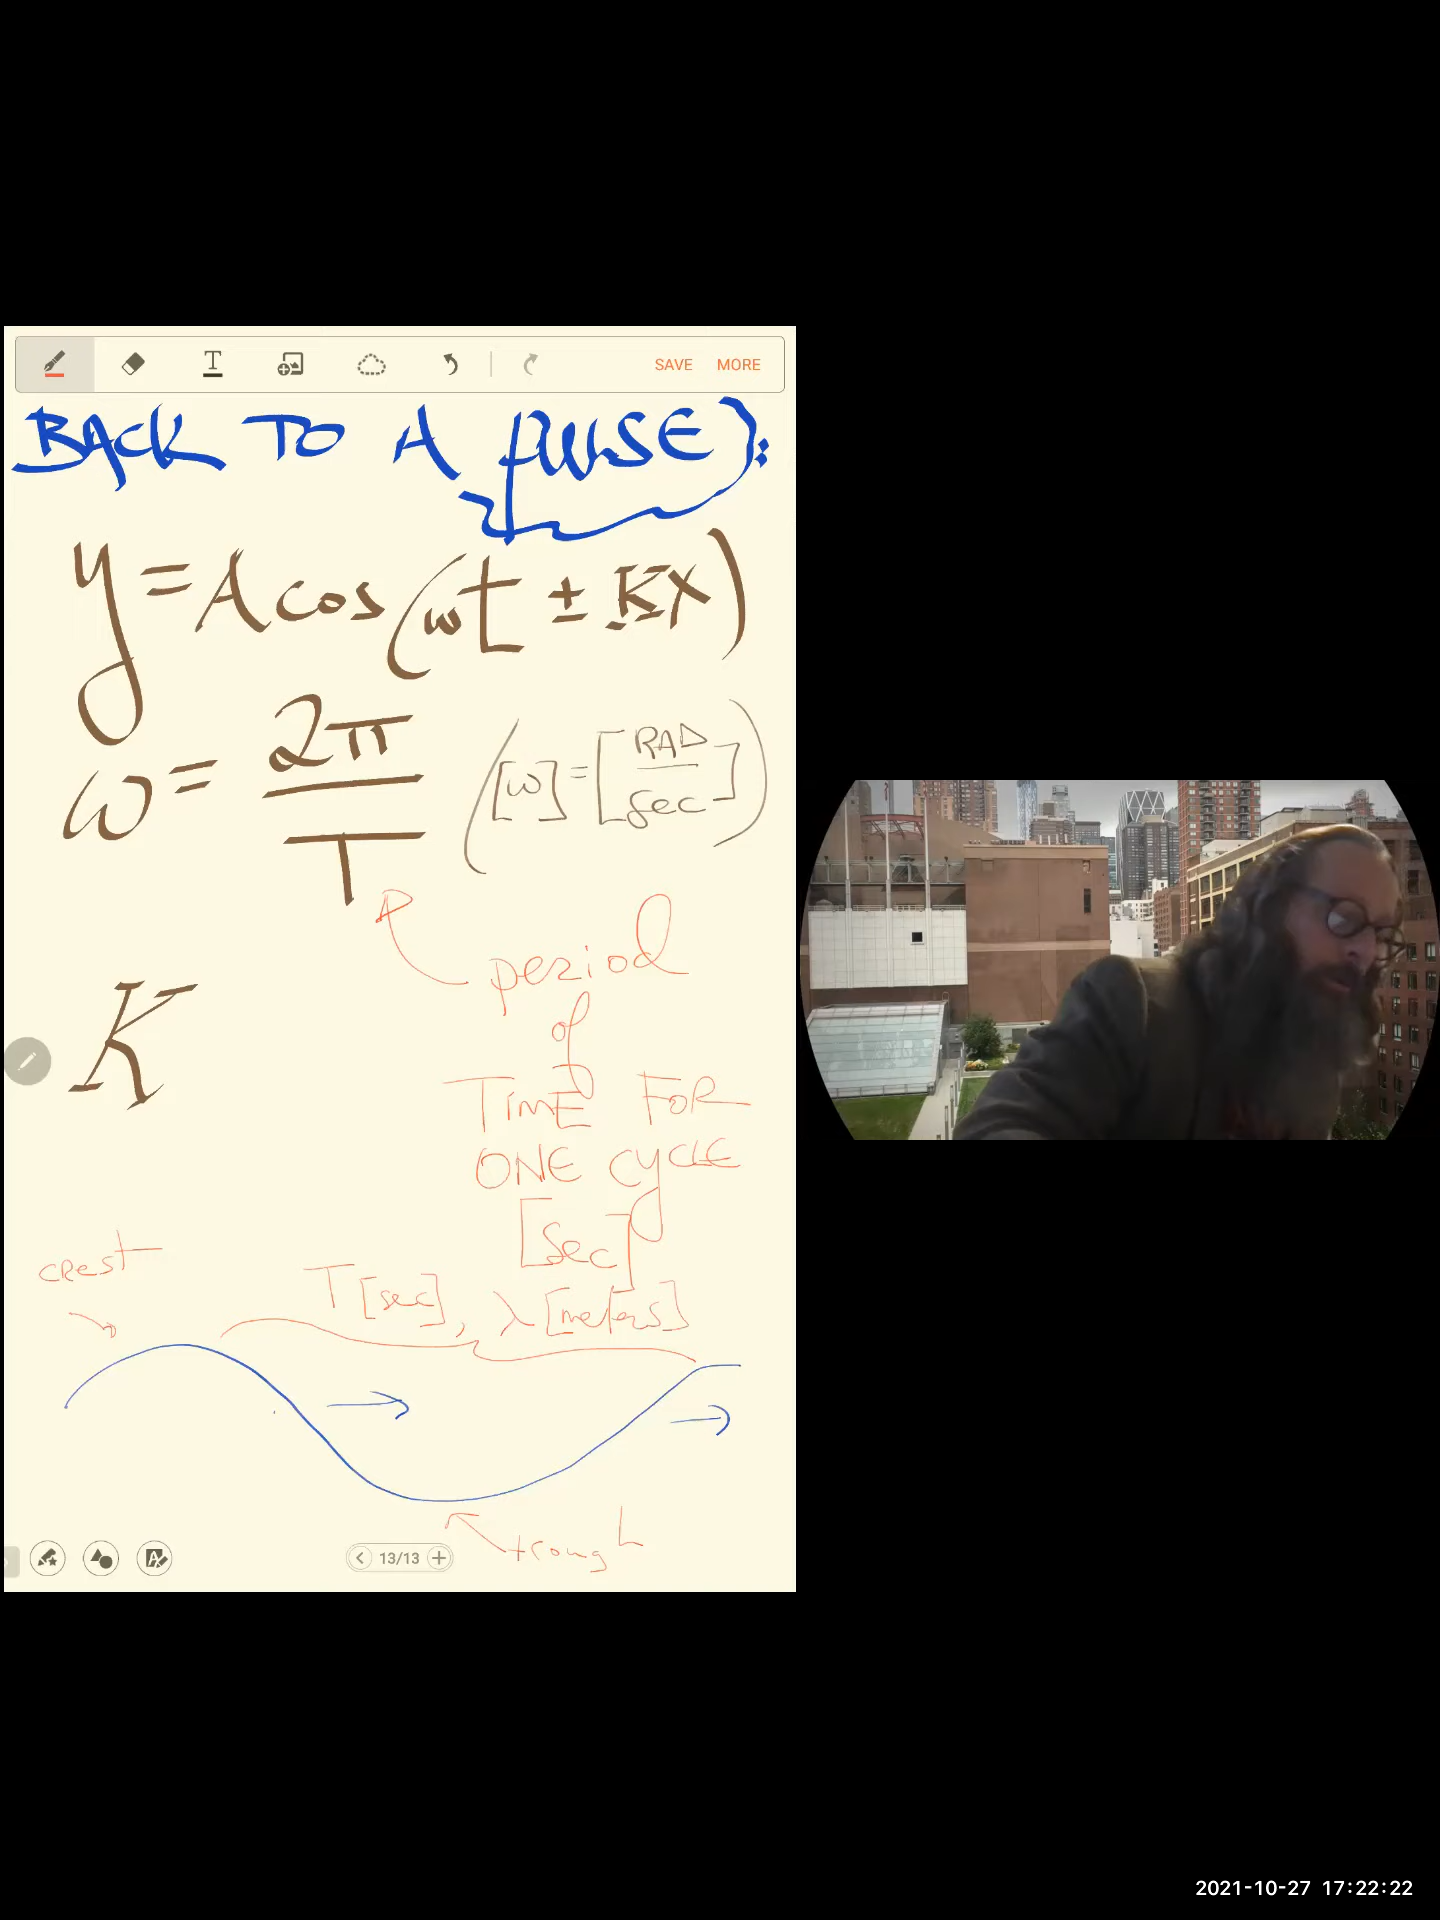 T
SAVE MORE
BACK TO A PULSE):
y = A cos(ωt ± Kx)
ω = 2π
T
([ω] = [RAD
sec])
period
of
TIME FOR
ONE CYCLE
[sec]
K
crest
T [sec], λ [meters]
trough
13/13
2021-10-27 17:22:22